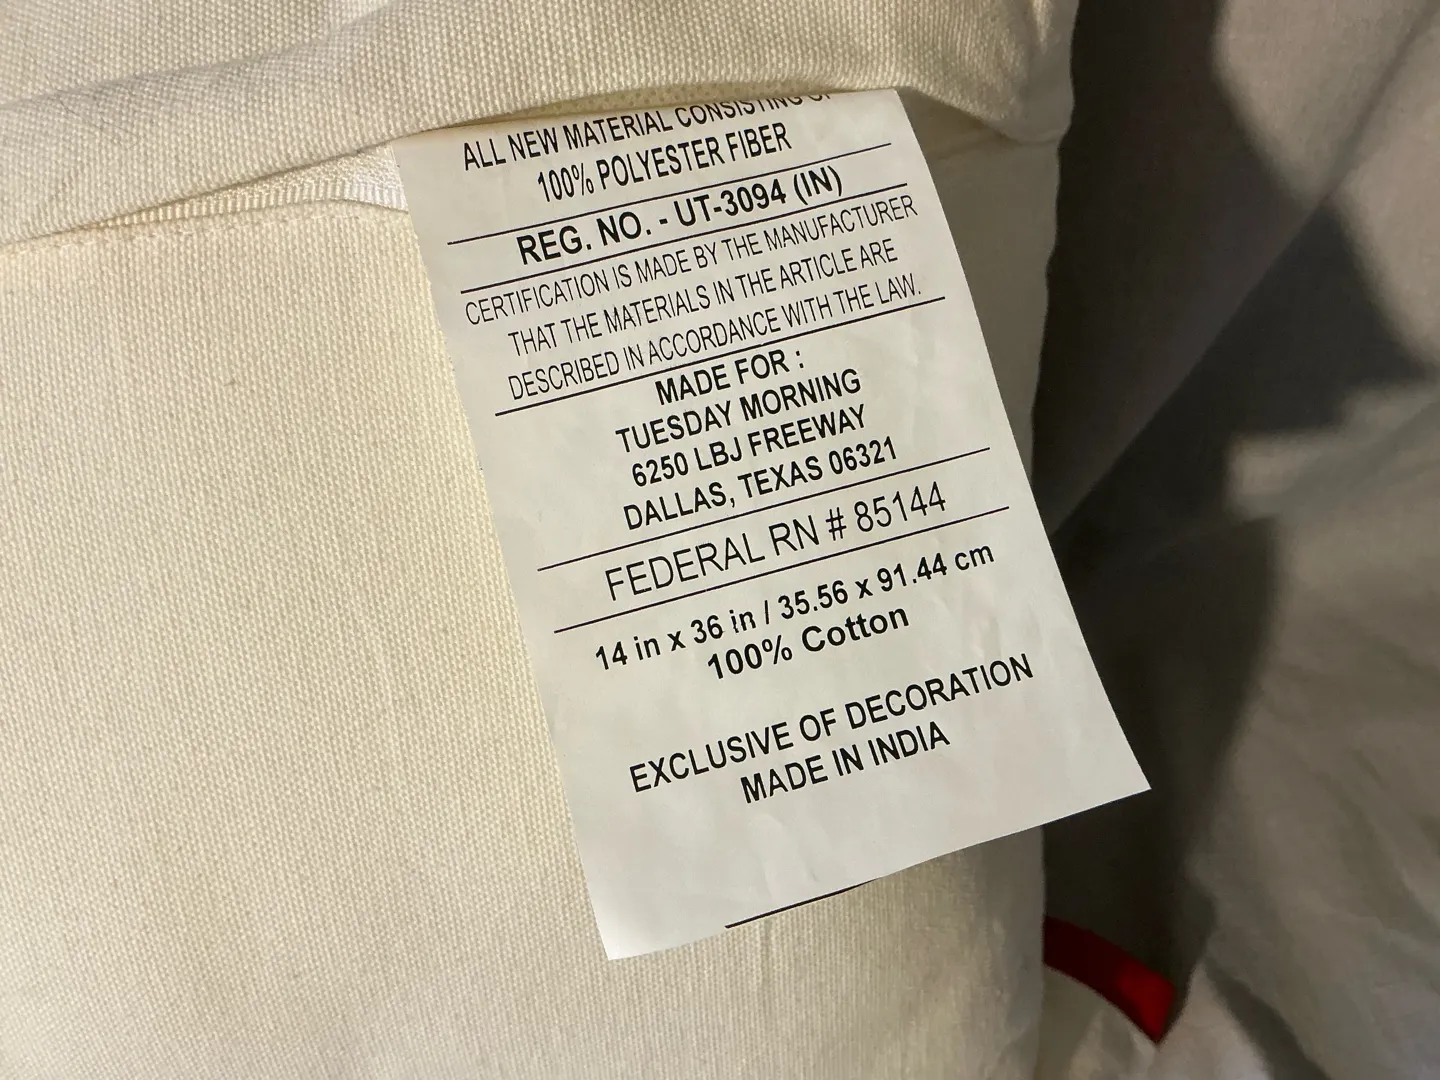 ALL NEW MATERIAL CONSISTING OF
100% POLYESTER FIBER
REG. NO. - UT-3094 (IN)
CERTIFICATION IS MADE BY THE MANUFACTURER
THAT THE MATERIALS IN THE ARTICLE ARE
DESCRIBED IN ACCORDANCE WITH THE LAW.
MADE FOR :
TUESDAY MORNING
6250 LBJ FREEWAY
DALLAS, TEXAS 06321
FEDERAL RN # 85144
14 in x 36 in / 35.56 x 91.44 cm
100% Cotton
EXCLUSIVE OF DECORATION
MADE IN INDIA